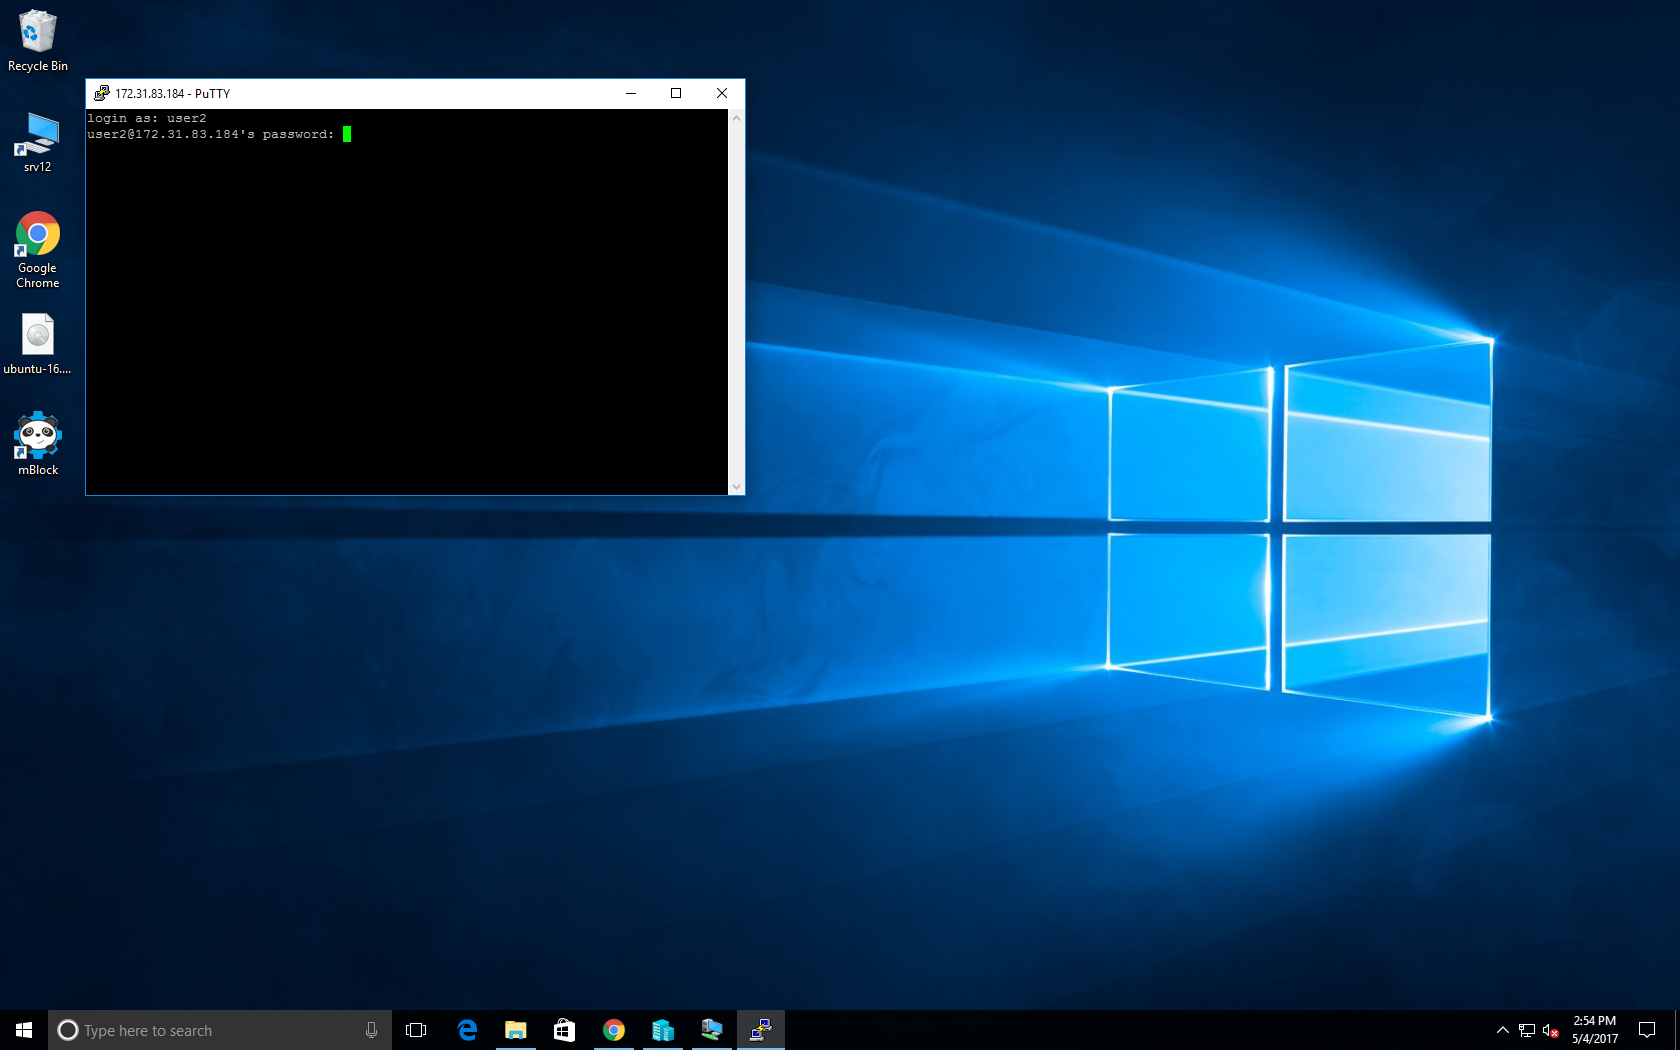 Recycle Bin
172.31.83.184 - PuTTY
login as: user2
user2@172.31.83.184's password:
srv12
Google
Chrome
ubuntu-16....
mBlock
Type here to search
2:54 PM
5/4/2017